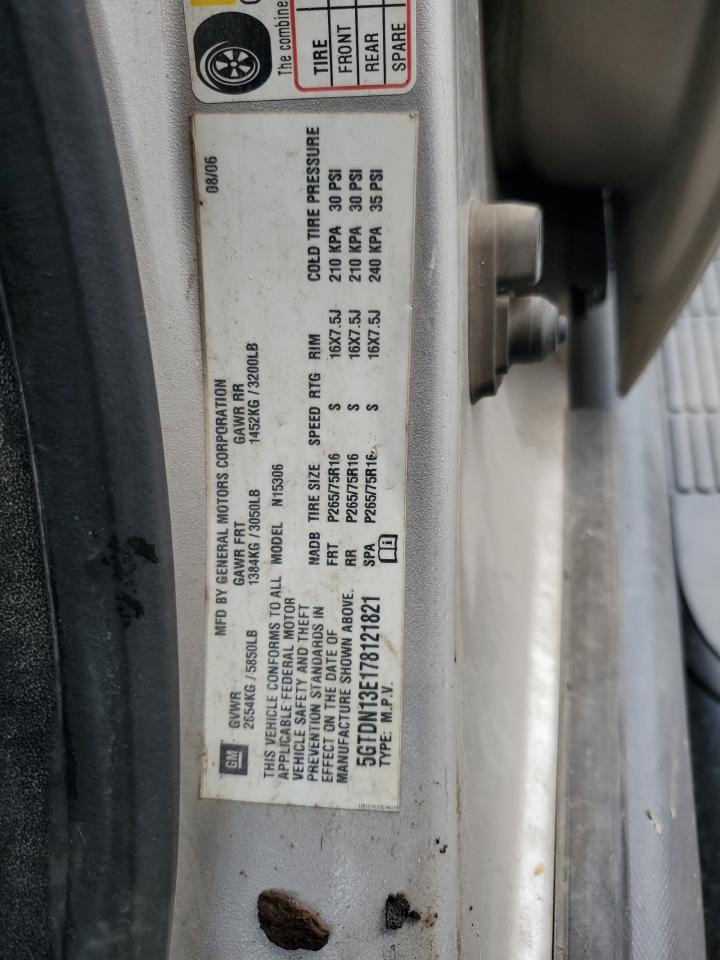 The combine
TIRE
FRONT
REAR
SPARE
08/06
MFD BY GENERAL MOTORS CORPORATION
GM
GVWR GAWR FRT GAWR RR
2654KG / 5850LB 1384KG / 3050LB 1452KG / 3200LB
THIS VEHICLE CONFORMS TO ALL
APPLICABLE FEDERAL MOTOR
VEHICLE SAFETY AND THEFT
PREVENTION STANDARDS IN
EFFECT ON THE DATE OF
MANUFACTURE SHOWN ABOVE.
5GTDN13E178121821
TYPE: M.P.V.
MODEL N15306
NADB TIRE SIZE SPEED RTG RIM COLD TIRE PRESSURE
FRT P265/75R16 S 16X7.5J 210 KPA 30 PSI
RR P265/75R16 S 16X7.5J 210 KPA 30 PSI
SPA P265/75R16 S 16X7.5J 240 KPA 35 PSI